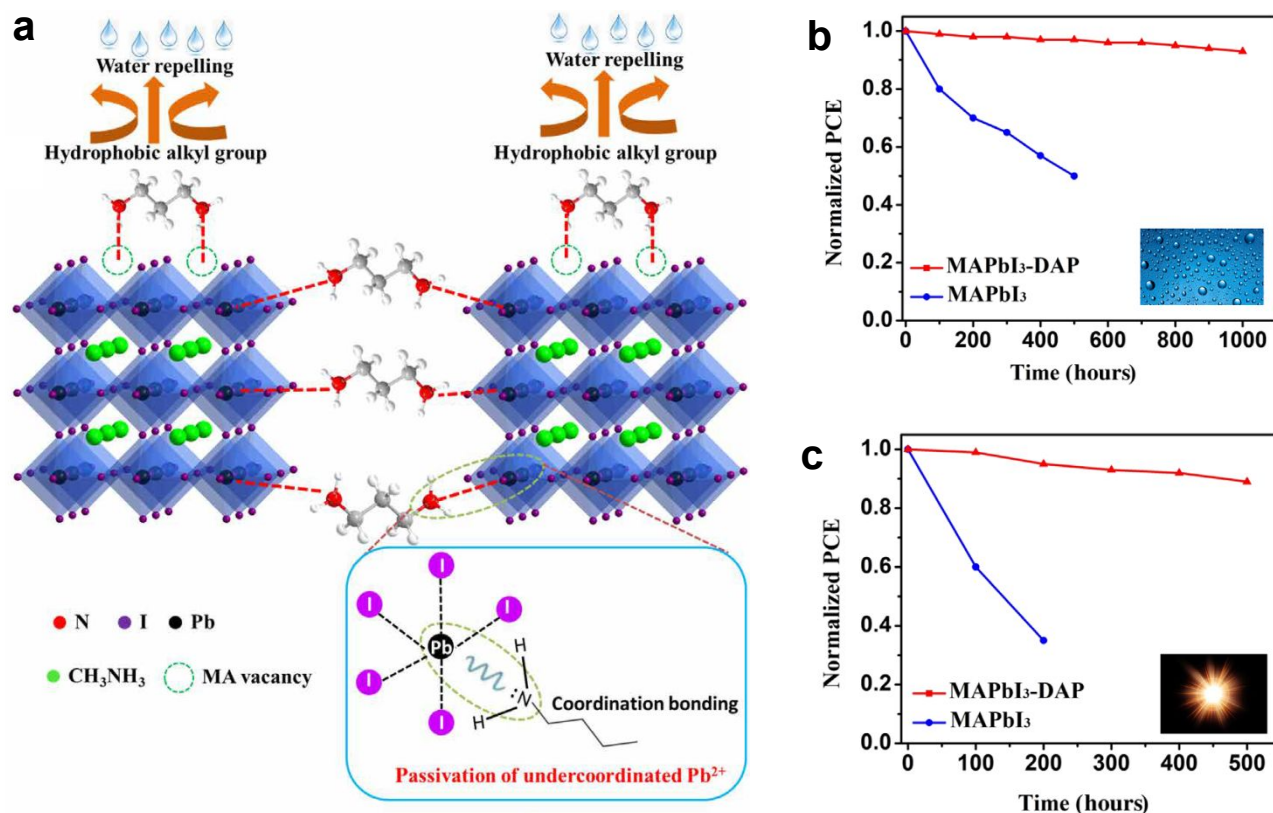 a
Water repelling
Hydrophobic alkyl group
Water repelling
Hydrophobic alkyl group
N I Pb
CH₃NH₃ MA vacancy
I
I
I
Pb
H
I
N
H
I
Coordination bonding
Passivation of undercoordinated Pb²⁺
b
Normalized PCE
1.0
0.8
0.6
0.4
0.2
0.0
MAPbI₃-DAP
MAPbI₃
0 200 400 600 800 1000
Time (hours)
c
Normalized PCE
1.0
0.8
0.6
0.4
0.2
0.0
MAPbI₃-DAP
MAPbI₃
0 100 200 300 400 500
Time (hours)